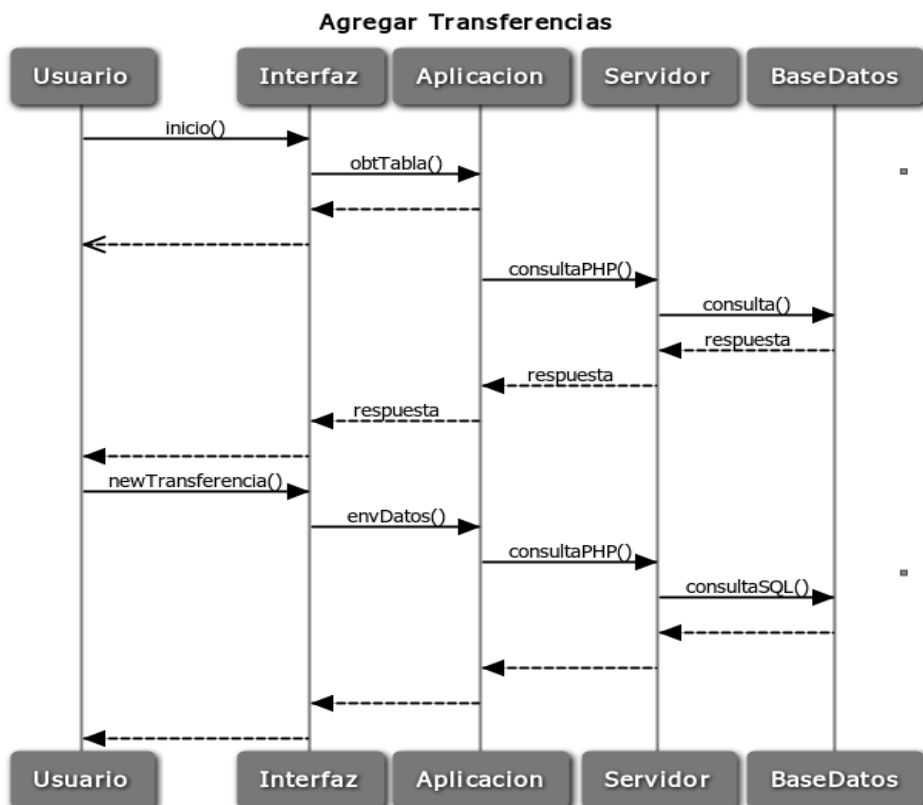 Agregar Transferencias
Usuario Interfaz Aplicacion Servidor BaseDatos
inicio()
obtTabla()
consultaPHP()
consulta()
respuesta
respuesta
respuesta
newTransferencia()
envDatos()
consultaPHP()
consultaSQL()
Usuario Interfaz Aplicacion Servidor BaseDatos